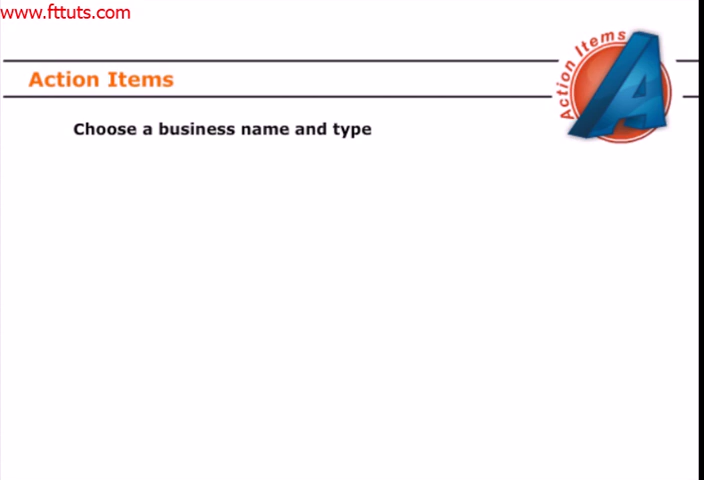 www.fttuts.com
Action Items
Action Items
A
Choose a business name and type